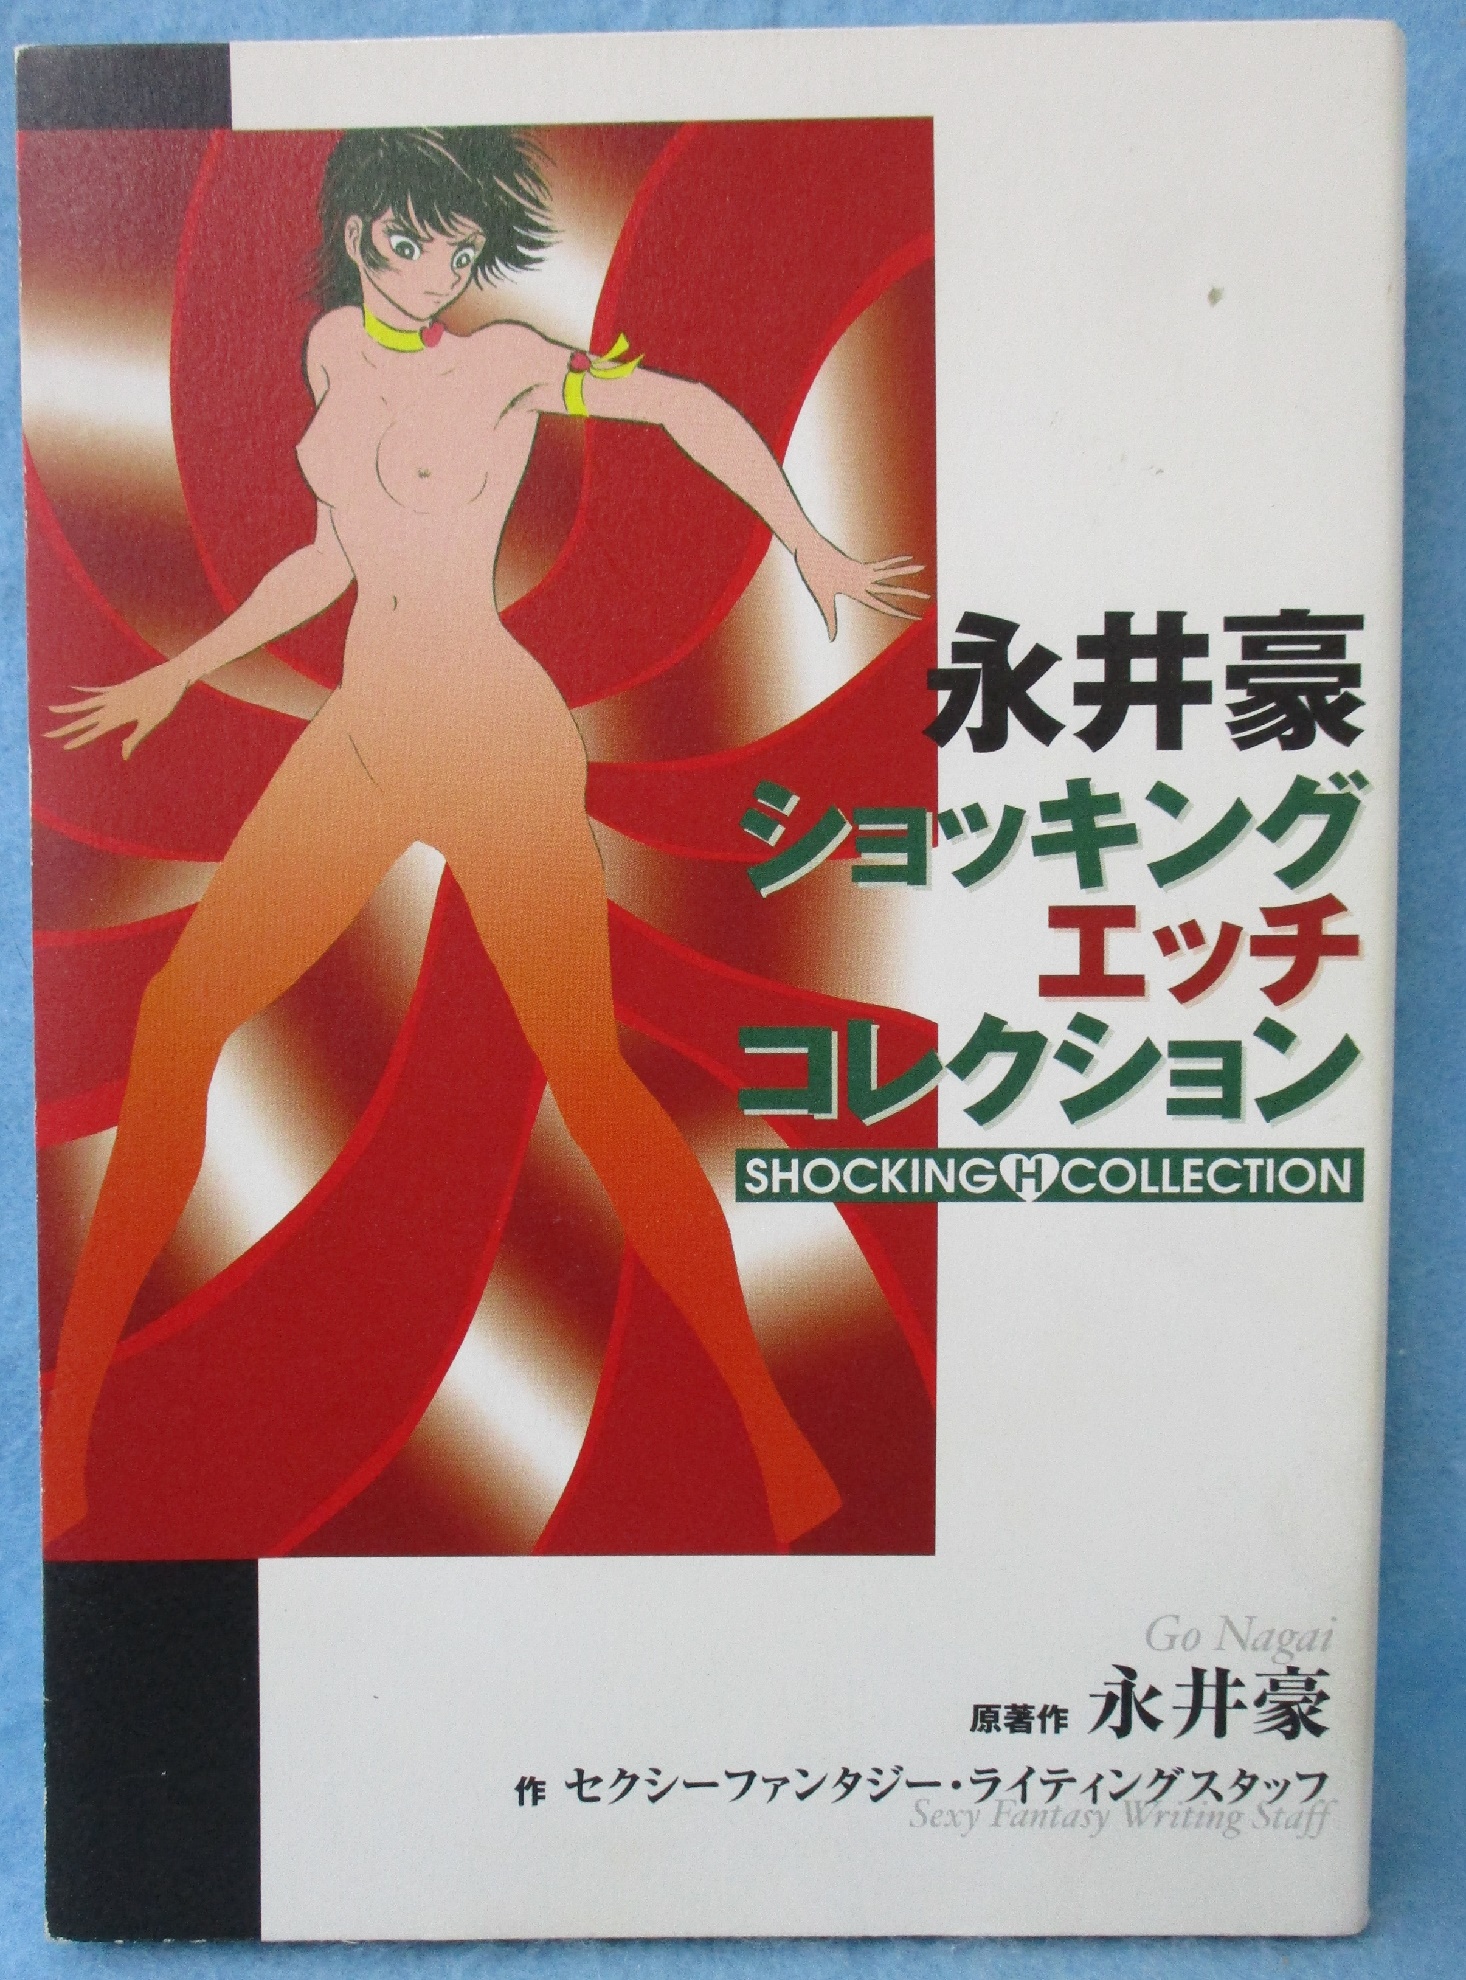 永井豪
ショッキング
エッチ
コレクション
SHOCKING H COLLECTION
Go Nagai
原著作 永井豪
作 セクシーファンタジー・ライティングスタッフ
Sexy Fantasy Writing Staff